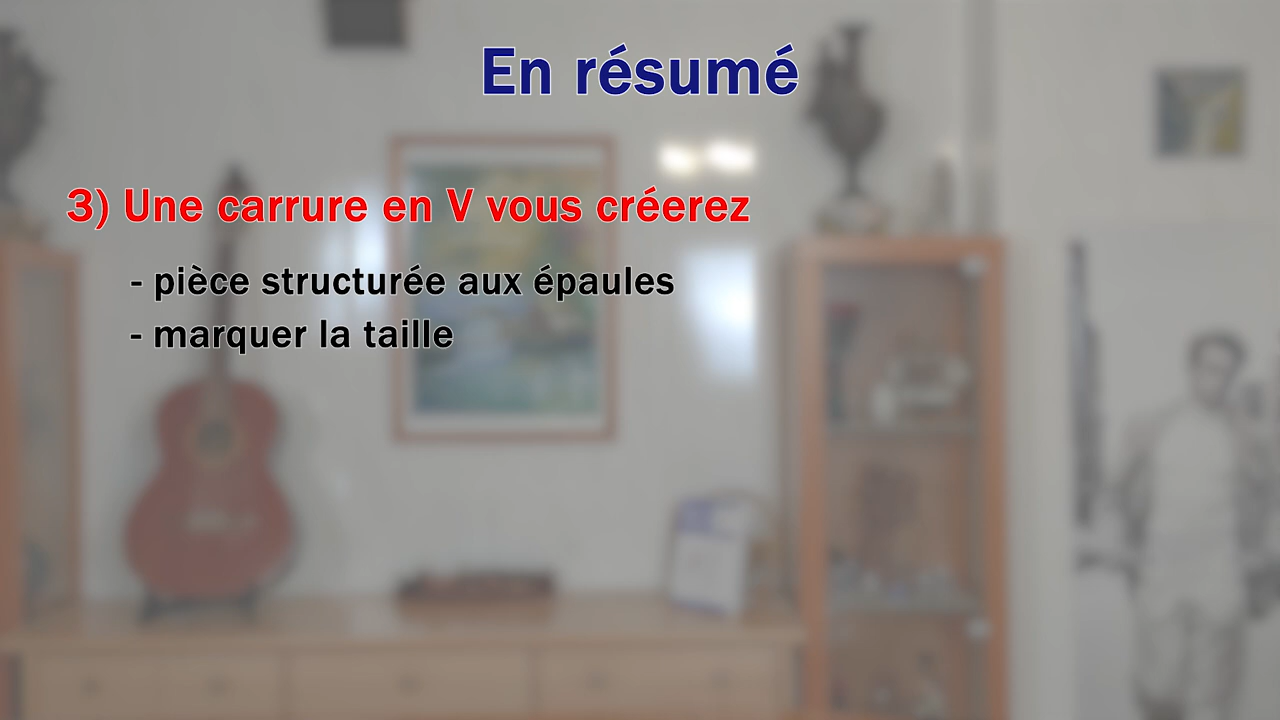 En résumé
3) Une carrure en V vous créerez
- pièce structurée aux épaules
- marquer la taille